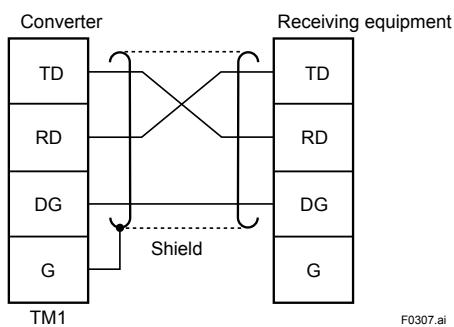 Converter Receiving equipment
TD TD
RD RD
DG DG
Shield
G G
TM1 F0307.ai